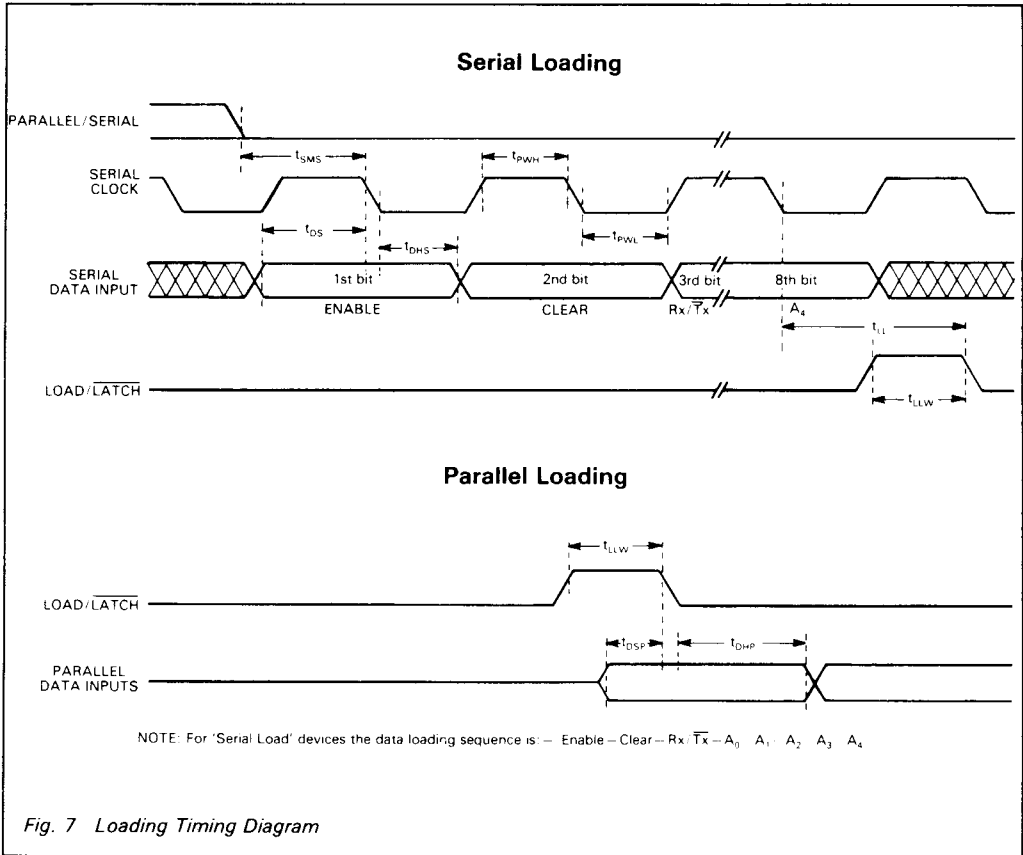 Serial Loading
PARALLEL/SERIAL
tSMS
tPWH
SERIAL
CLOCK
tDS
tDHS
tPWL
SERIAL
DATA INPUT
1st bit
2nd bit
3rd bit
8th bit
ENABLE
CLEAR
Rx/Tx
A4
tLL
LOAD/LATCH
tLLW
Parallel Loading
tLLW
LOAD/LATCH
tDSP
tDHP
PARALLEL
DATA INPUTS
NOTE: For 'Serial Load' devices the data loading sequence is: – Enable – Clear – Rx/Tx – A0 A1 A2 A3 A4
Fig. 7 Loading Timing Diagram